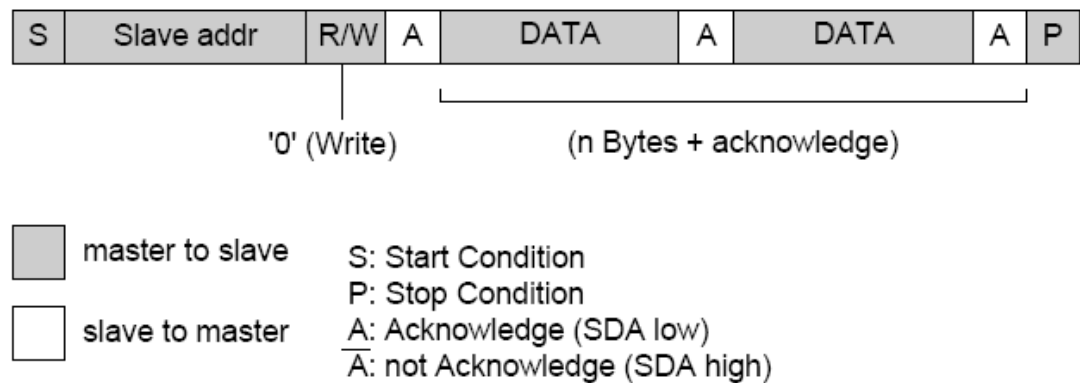 S Slave addr R/W A DATA A DATA A P
'0' (Write) (n Bytes + acknowledge)
master to slave
slave to master
S: Start Condition
P: Stop Condition
A: Acknowledge (SDA low)
A̅: not Acknowledge (SDA high)